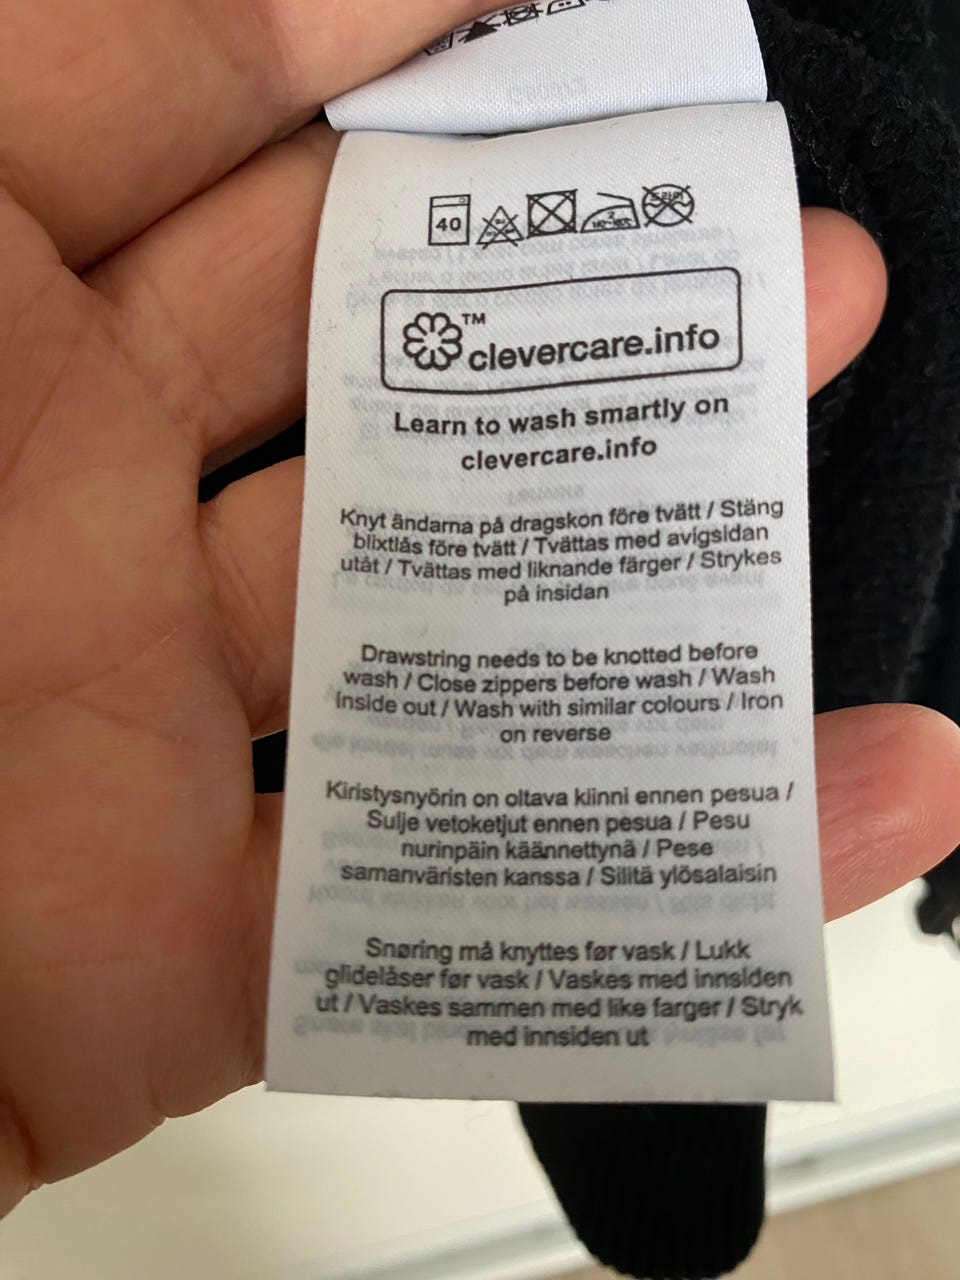 40
TM
clevercare.info
Learn to wash smartly on
clevercare.info
Knyt ändarna på dragskon före tvätt / Stäng
blixtlås före tvätt / Tvättas med avigsidan
utåt / Tvättas med liknande färger / Strykes
på insidan
Drawstring needs to be knotted before
wash / Close zippers before wash / Wash
inside out / Wash with similar colours / Iron
on reverse
Kiristysnyörin on oltava kiinni ennen pesua /
Sulje vetoketjut ennen pesua / Pesu
nurinpäin käännettynä / Pese
samanväristen kanssa / Silitä ylösalaisin
Snøring må knyttes før vask / Lukk
glidelåser før vask / Vaskes med innsiden
ut / Vaskes sammen med like farger / Stryk
med innsiden ut